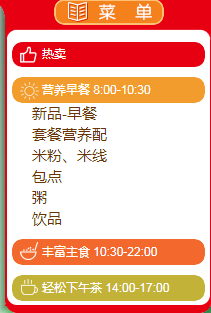 菜 单
热卖
营养早餐 8:00-10:30
新品-早餐
套餐营养配
米粉、米线
包点
粥
饮品
丰富主食 10:30-22:00
轻松下午茶 14:00-17:00